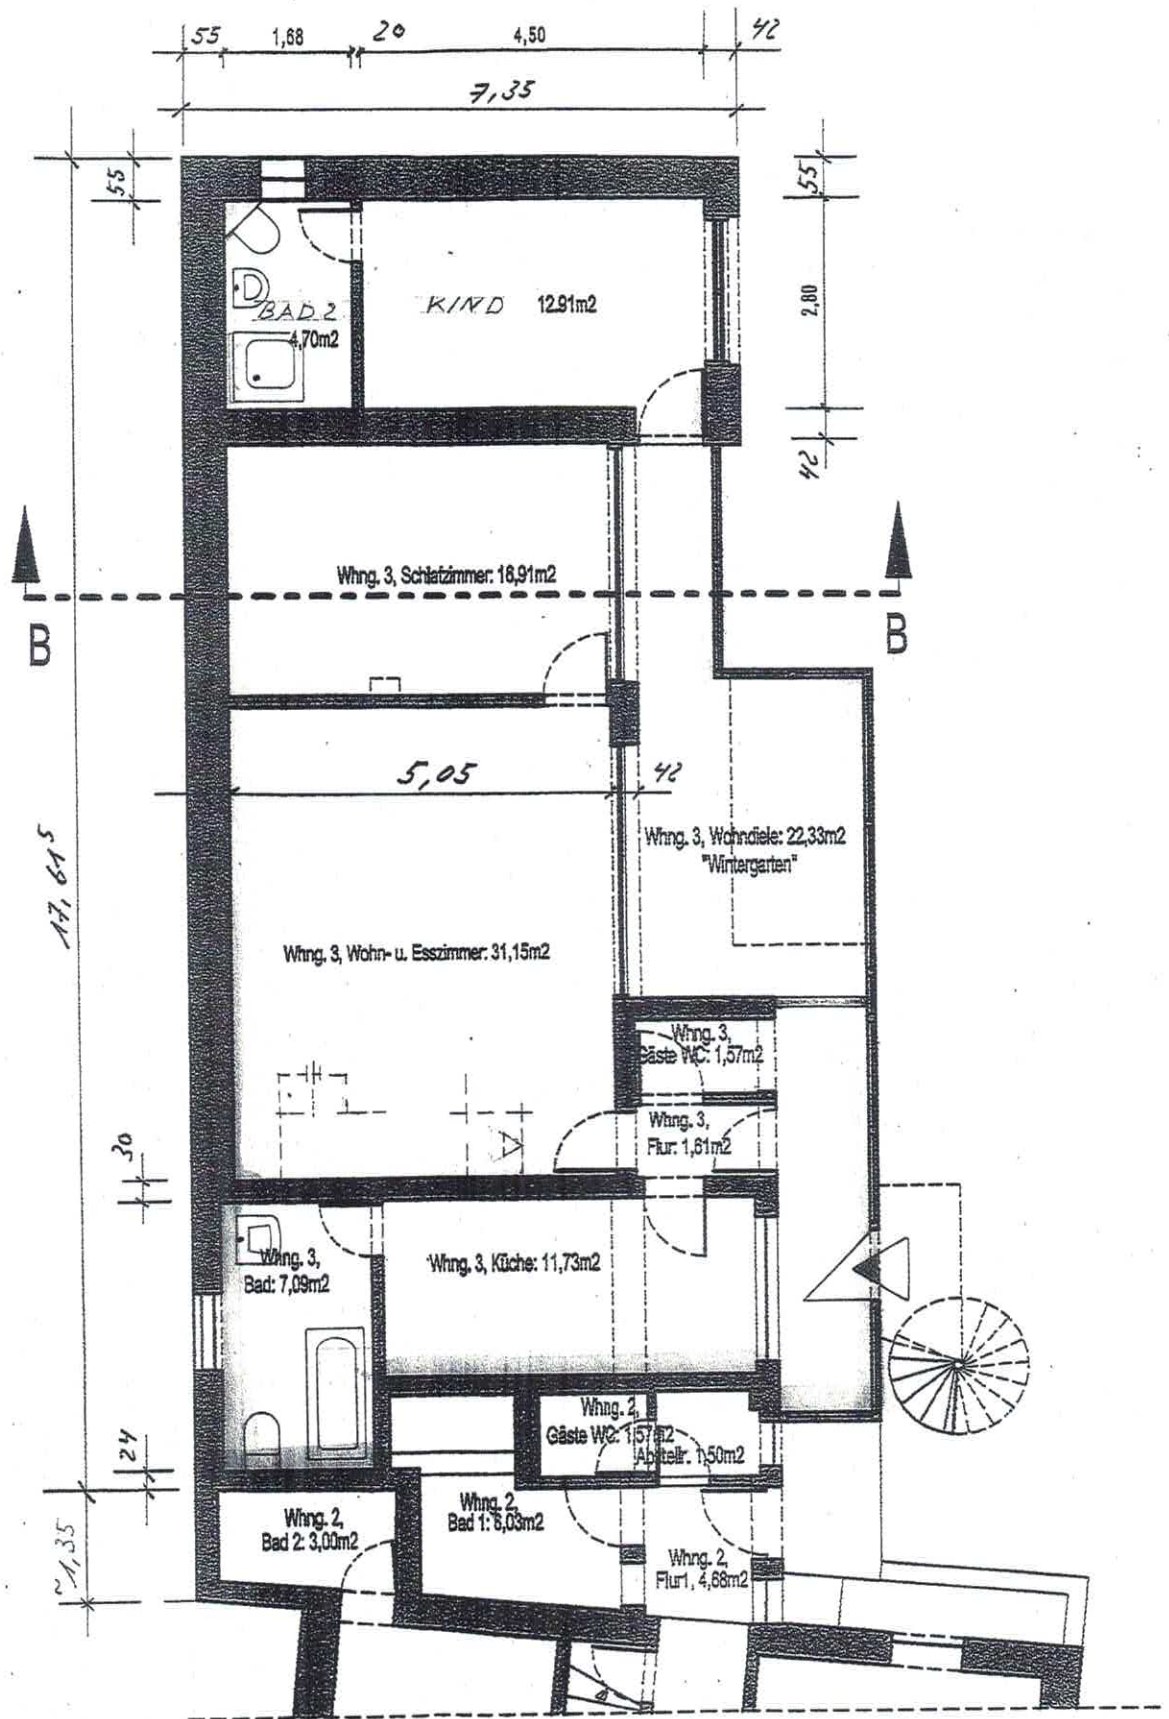 55 1,68 20 4,50 42
7,35
55
55
BAD 2
4,70m2
KIND 12.91m2
2,80
42
Whng. 3, Schlafzimmer: 16,91m2
B
B
5,05 42
Whng. 3, Wohndiele: 22,33m2
"Wintergarten"
17,61⁵
Whng. 3, Wohn- u. Esszimmer: 31,15m2
Whng. 3,
Gäste WC: 1,57m2
Whng. 3,
Flur: 1,61m2
30
Whng. 3,
Bad: 7,09m2
Whng. 3, Küche: 11,73m2
Whng. 2,
Gäste WC: 1,57m2
Abstellr. 1,50m2
24
Whng. 2,
Bad 2: 3,00m2
Whng. 2,
Bad 1: 6,03m2
Whng. 2,
Flur1, 4,68m2
~1,35